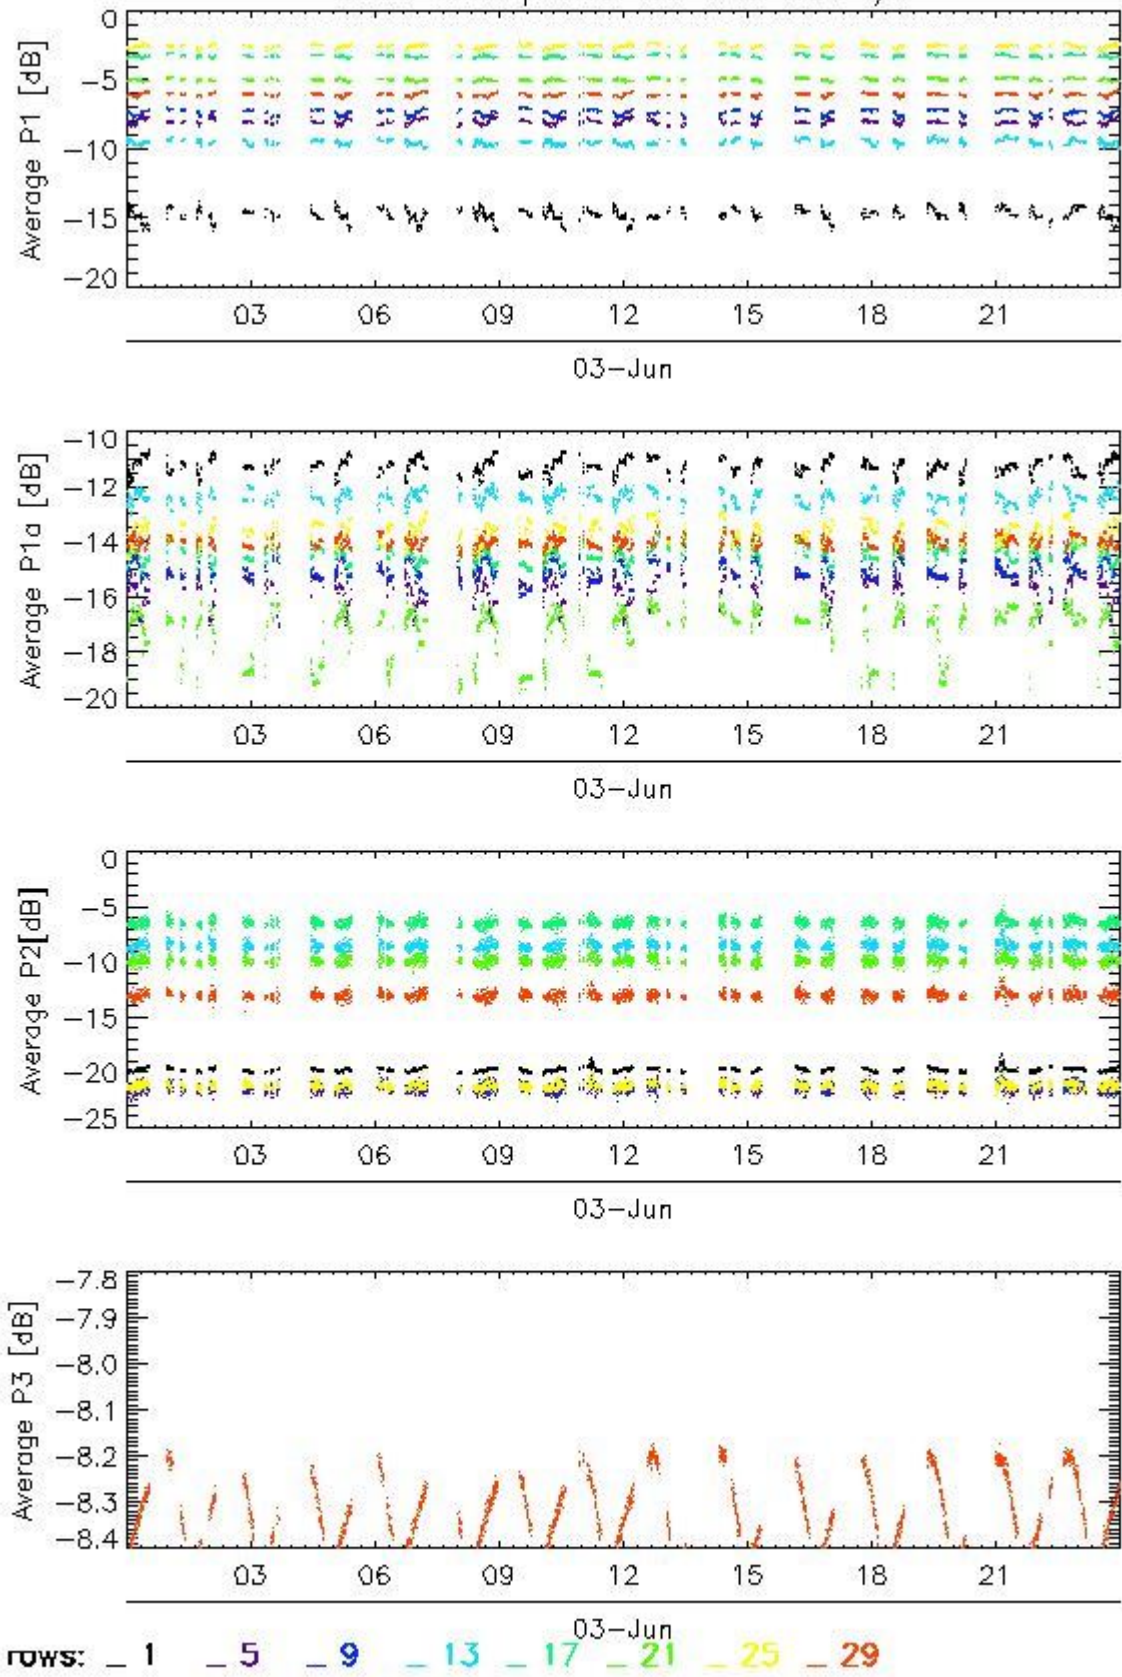 0
-5
-10
-15
-20
Average P1 [dB]
03 06 09 12 15 18 21
03-Jun
-10
-12
-14
-16
-18
-20
Average P1a [dB]
03 06 09 12 15 18 21
03-Jun
0
-5
-10
-15
-20
-25
Average P2[dB]
03 06 09 12 15 18 21
03-Jun
-7.8
-7.9
-8.0
-8.1
-8.2
-8.3
-8.4
Average P3 [dB]
03 06 09 12 15 18 21
03-Jun
rows: _ 1 _ 5 _ 9 _ 13 _ 17 _ 21 _ 25 _ 29